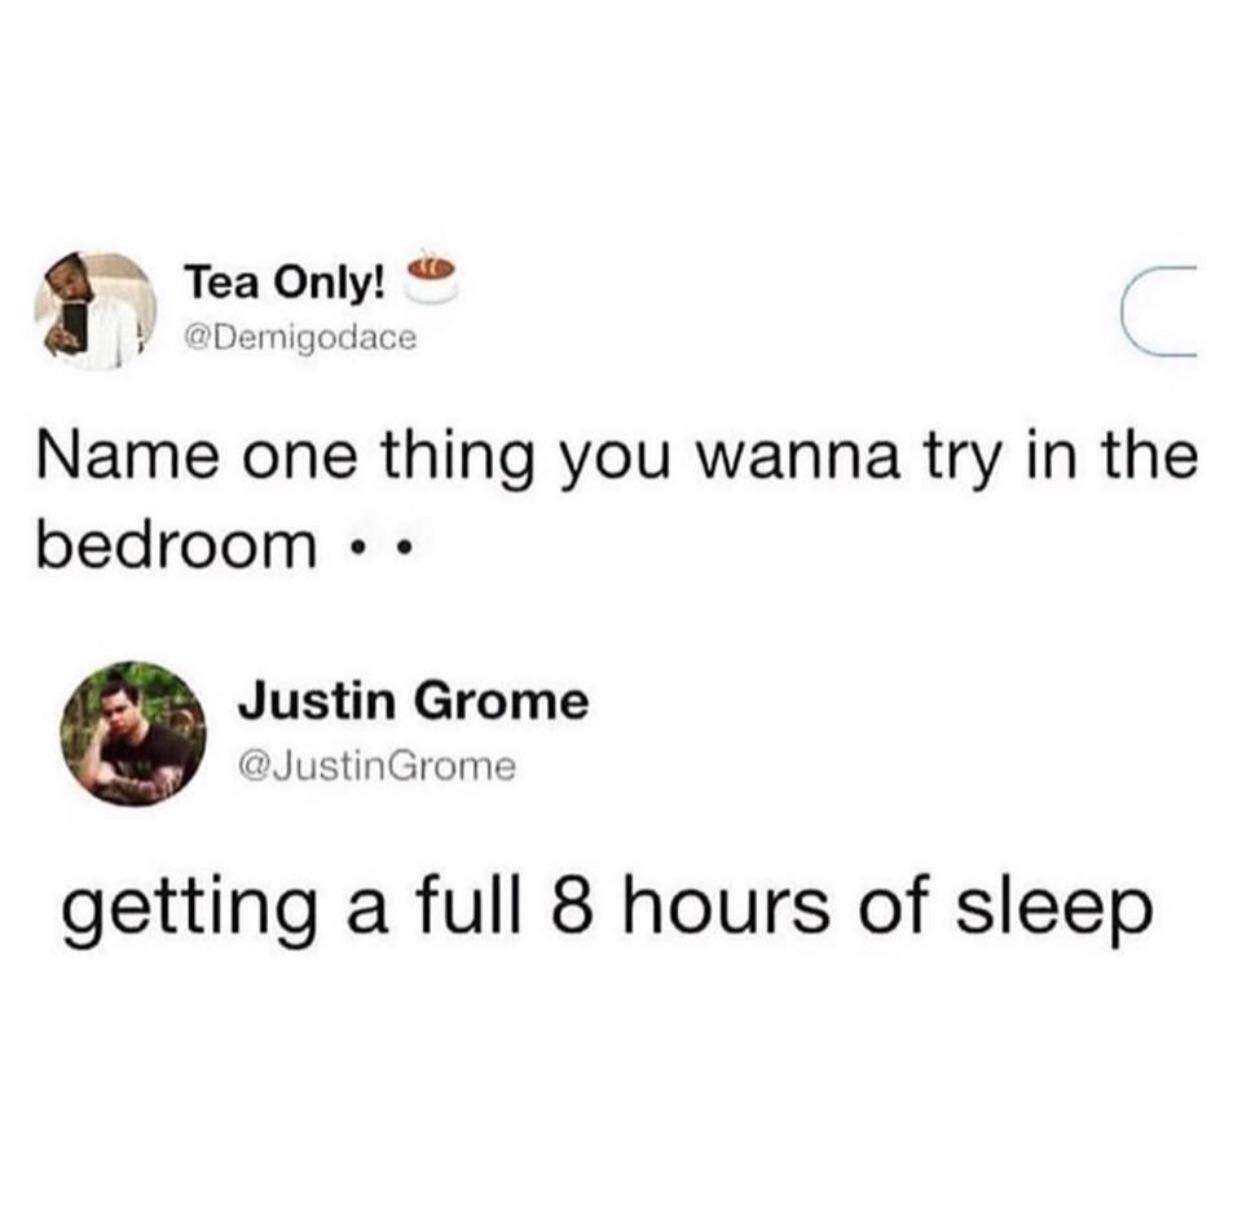 Tea Only! ☕
@Demigodace
Name one thing you wanna try in the
bedroom • •
Justin Grome
@JustinGrome
getting a full 8 hours of sleep